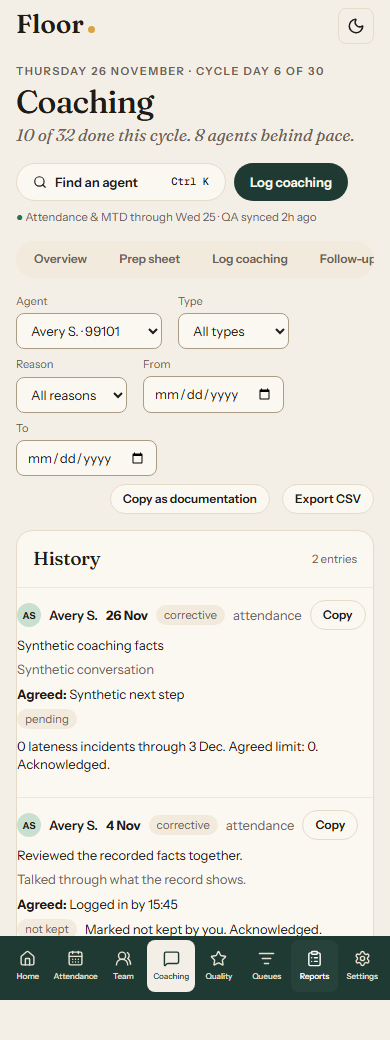 Floor
THURSDAY 26 NOVEMBER · CYCLE DAY 6 OF 30
Coaching
10 of 32 done this cycle. 8 agents behind pace.
Find an agent Ctrl K Log coaching
Attendance & MTD through Wed 25 · QA synced 2h ago
Overview Prep sheet Log coaching Follow-up
Agent Type
Avery S. · 99101 All types
Reason From
All reasons mm/dd/yyyy
To
mm/dd/yyyy
Copy as documentation Export CSV
History 2 entries
AS Avery S. 26 Nov corrective attendance Copy
Synthetic coaching facts
Synthetic conversation
Agreed: Synthetic next step
pending
0 lateness incidents through 3 Dec. Agreed limit: 0.
Acknowledged.
AS Avery S. 4 Nov corrective attendance Copy
Reviewed the recorded facts together.
Talked through what the record shows.
Agreed: Logged in by 15:45
not kept Marked not kept by you. Acknowledged.
Home Attendance Team Coaching Quality Queues Reports Settings